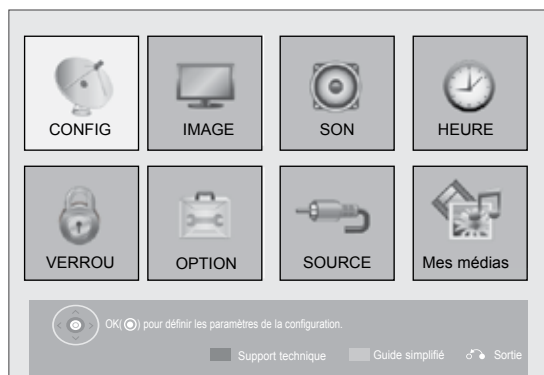 CONFIG IMAGE SON HEURE
VERROU OPTION SOURCE Mes médias
OK( ) pour définir les paramètres de la configuration.
Support technique Guide simplifié Sortie